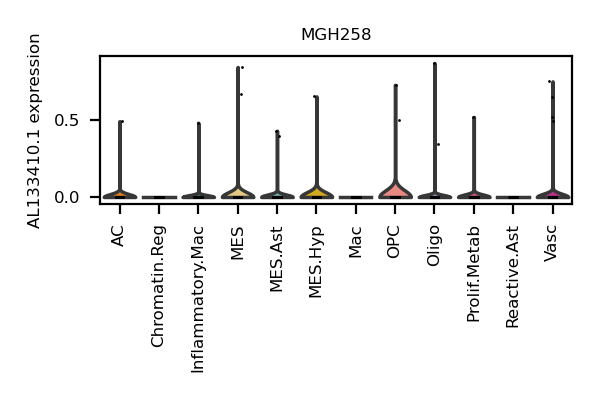 MGH258
AL133410.1 expression
0.5
0.0
AC
Chromatin.Reg
Inflammatory.Mac
MES
MES.Ast
MES.Hyp
Mac
OPC
Oligo
Prolif.Metab
Reactive.Ast
Vasc